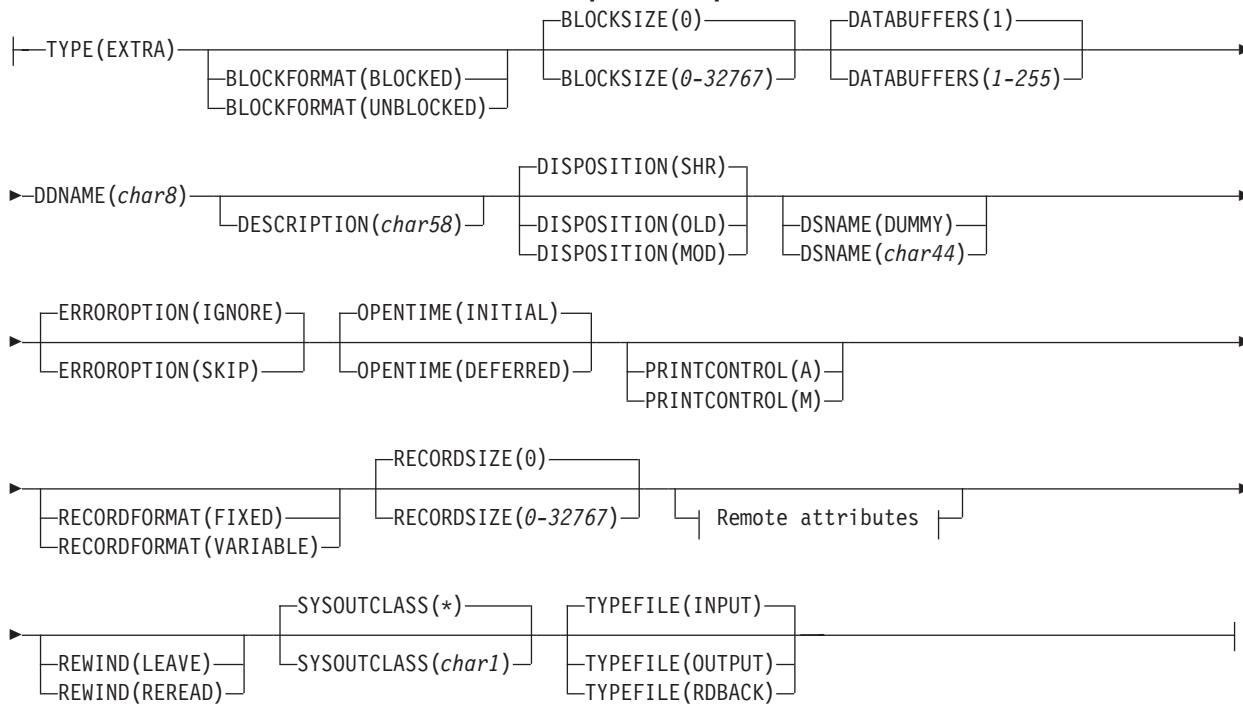 BLOCKSIZE(0) DATABUFFERS(1)
TYPE(EXTRA)
BLOCKFORMAT(BLOCKED) BLOCKSIZE(0-32767) DATABUFFERS(1-255)
BLOCKFORMAT(UNBLOCKED)
DISPOSITION(SHR)
DDNAME(char8)
DESCRIPTION(char58) DISPOSITION(OLD) DSNAME(DUMMY)
DISPOSITION(MOD) DSNAME(char44)
ERROROPTION(IGNORE) OPENTIME(INITIAL)
ERROROPTION(SKIP) OPENTIME(DEFERRED) PRINTCONTROL(A)
PRINTCONTROL(M)
RECORDSIZE(0)
RECORDFORMAT(FIXED) RECORDSIZE(0-32767) Remote attributes
RECORDFORMAT(VARIABLE)
SYSOUTCLASS(*) TYPEFILE(INPUT)
REWIND(LEAVE) SYSOUTCLASS(char1) TYPEFILE(OUTPUT)
REWIND(REREAD) TYPEFILE(RDBACK)